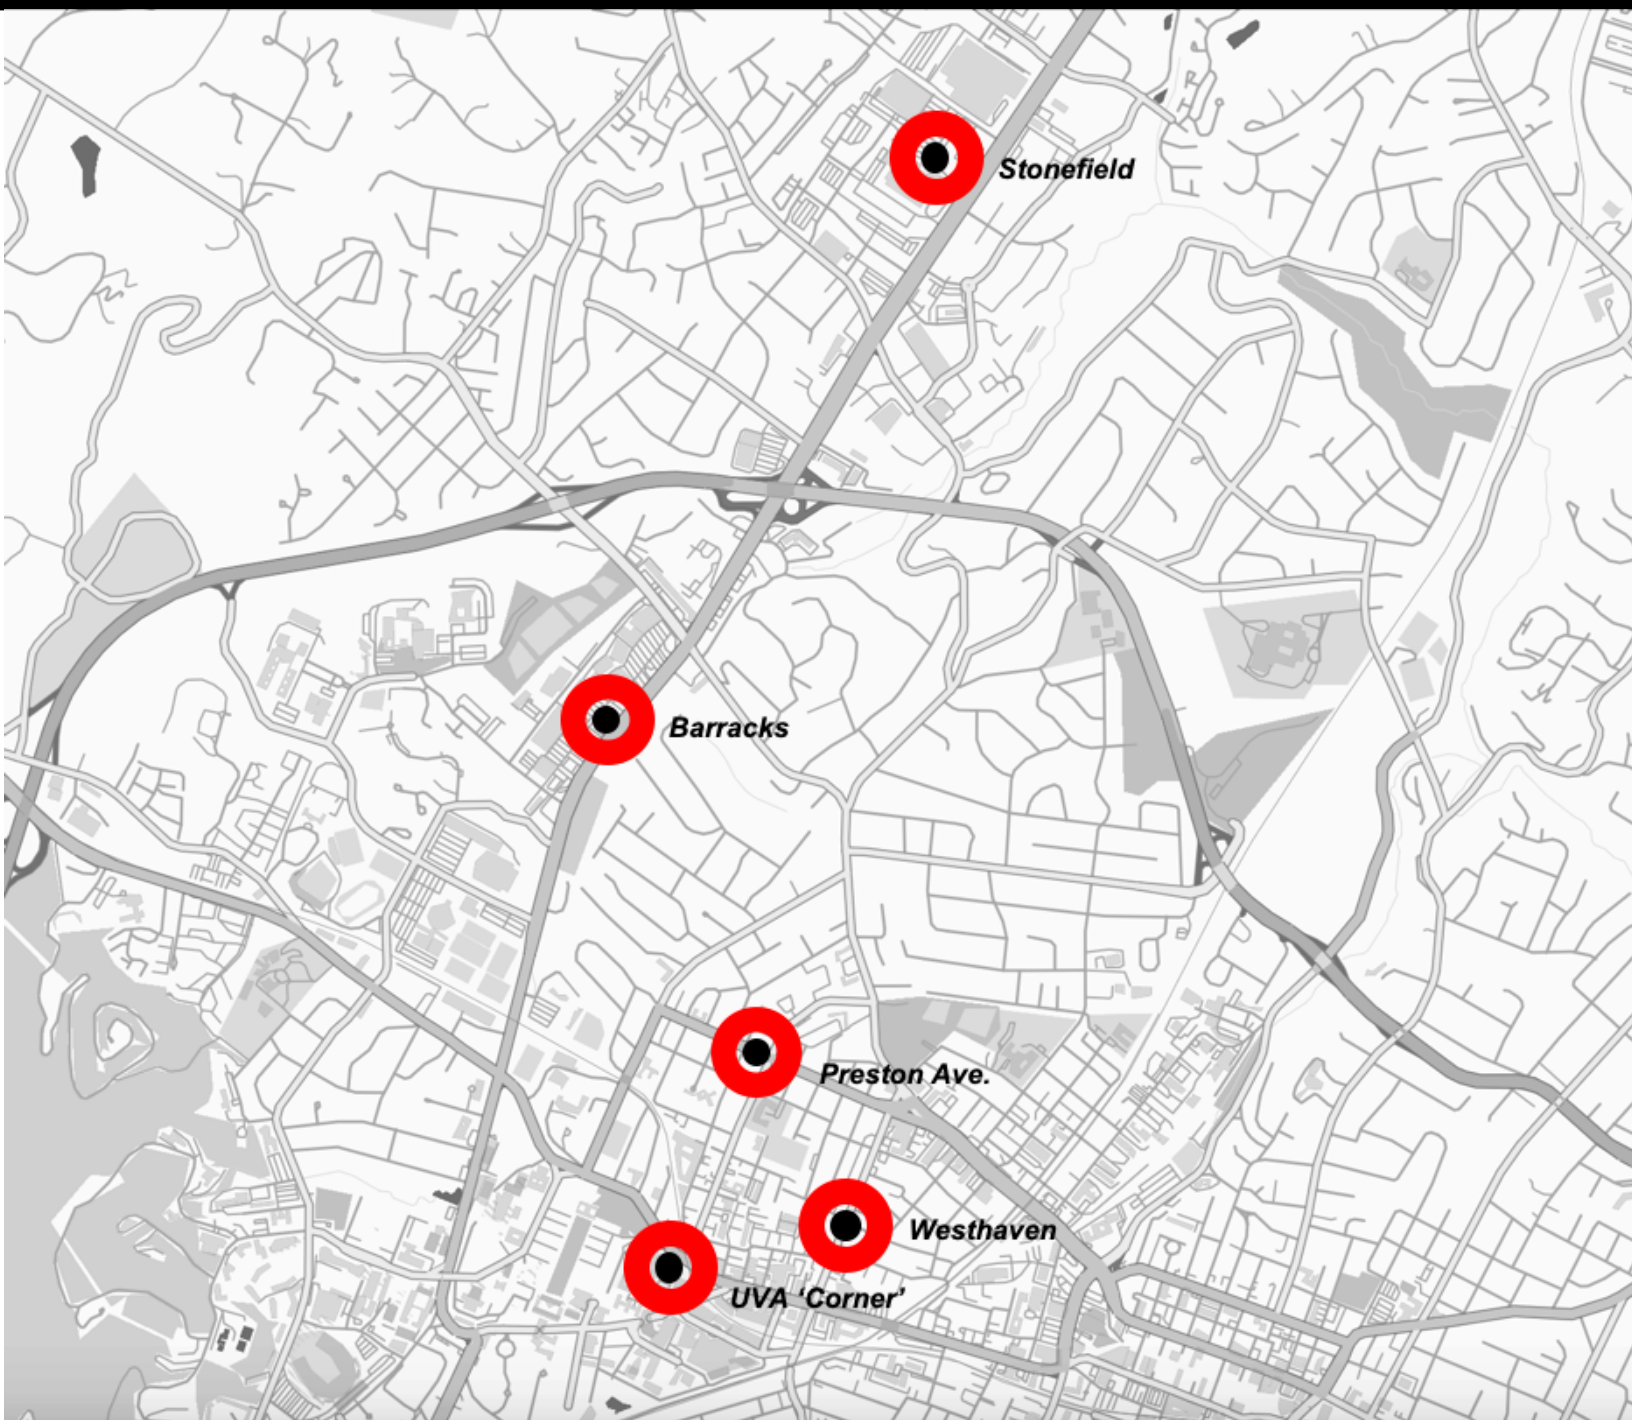 Stonefield
Barracks
Preston Ave.
Westhaven
UVA ‘Corner’